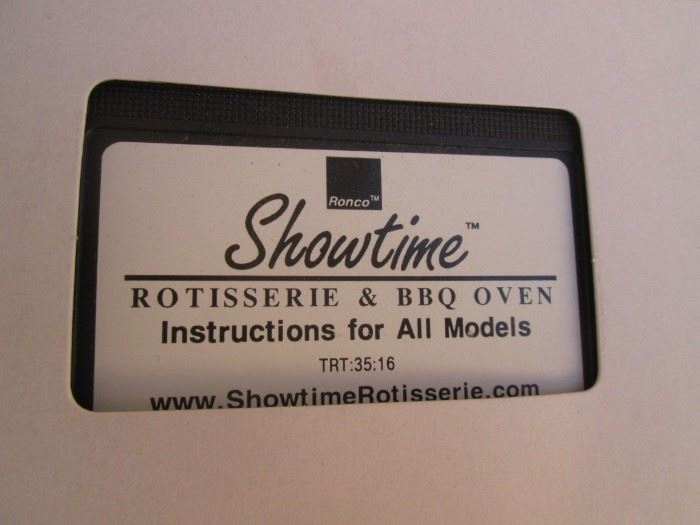 Ronco™
Showtime™
ROTISSERIE & BBQ OVEN
Instructions for All Models
TRT:35:16
www.ShowtimeRotisserie.com